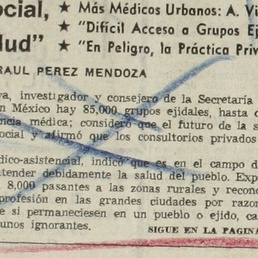 ocial, ★ Más Médicos Urbanos: A. Vi
★ "Difícil Acceso a Grupos Eji
lud" ★ "En Peligro, la Práctica Priv
RAUL PEREZ MENDOZA
va, investigador y consejero de la Secretaría
n México hay 85,000 grupos ejidales, hasta
encia médica; consideró que el futuro de la s
ocial y afirmó que los consultorios privados
dico-asistencial, indicó que es en el campo d
tender debidamente la salud del pueblo. Exp
8,000 pasantes a las zonas rurales y recono
profesión en las grandes ciudades por razon
e si permaneciesen en un pueblo o ejido, ca
unos ignorantes.
SIGUE EN LA PAGINA